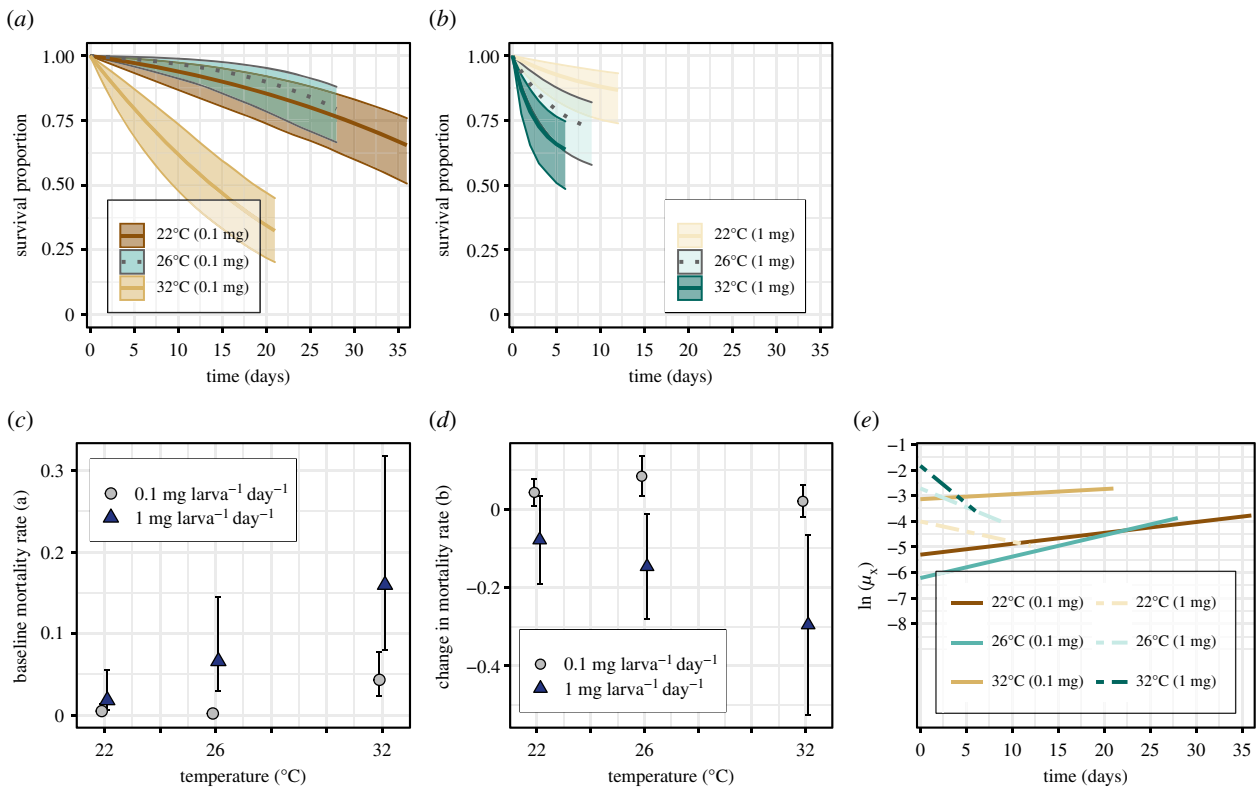 (a)
survival proportion
1.00
0.75
0.50
0.25
0
22°C (0.1 mg)
26°C (0.1 mg)
32°C (0.1 mg)
0 5 10 15 20 25 30 35
time (days)
(b)
survival proportion
1.00
0.75
0.50
0.25
0
22°C (1 mg)
26°C (1 mg)
32°C (1 mg)
0 5 10 15 20 25 30 35
time (days)
(c)
baseline mortality rate (a)
0.3
0.2
0.1
0
0.1 mg larva⁻¹ day⁻¹
1 mg larva⁻¹ day⁻¹
22 26 32
temperature (°C)
(d)
change in mortality rate (b)
0
−0.2
−0.4
0.1 mg larva⁻¹ day⁻¹
1 mg larva⁻¹ day⁻¹
22 26 32
temperature (°C)
(e)
ln (μₓ)
−1
−2
−3
−4
−5
−6
−7
−8
22°C (0.1 mg) 22°C (1 mg)
26°C (0.1 mg) 26°C (1 mg)
32°C (0.1 mg) 32°C (1 mg)
0 5 10 15 20 25 30 35
time (days)